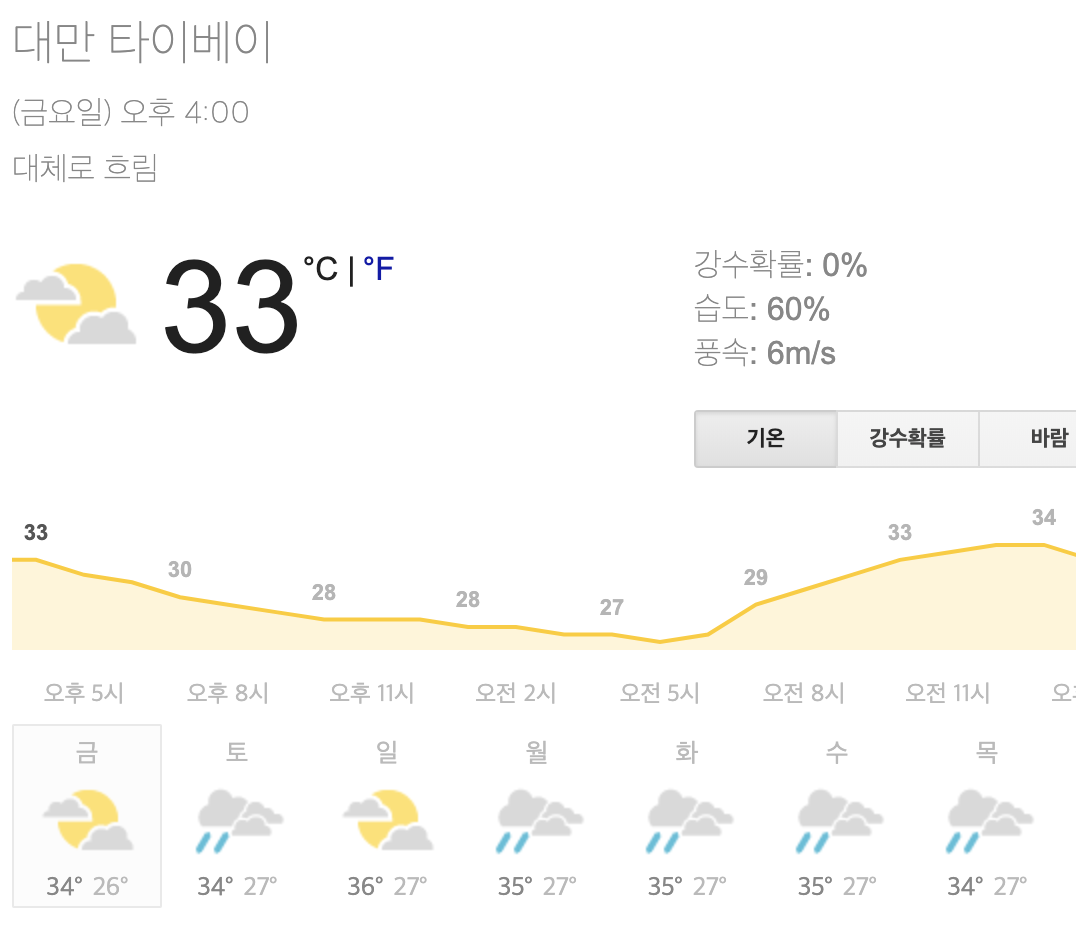 대만 타이베이
(금요일) 오후 4:00
대체로 흐림
33 °C | °F
강수확률: 0%
습도: 60%
풍속: 6m/s
기온 강수확률 바람
33 30 28 28 27 29 33 34
오후 5시 오후 8시 오후 11시 오전 2시 오전 5시 오전 8시 오전 11시
금 토 일 월 화 수 목
34° 26° 34° 27° 36° 27° 35° 27° 35° 27° 35° 27° 34° 27°